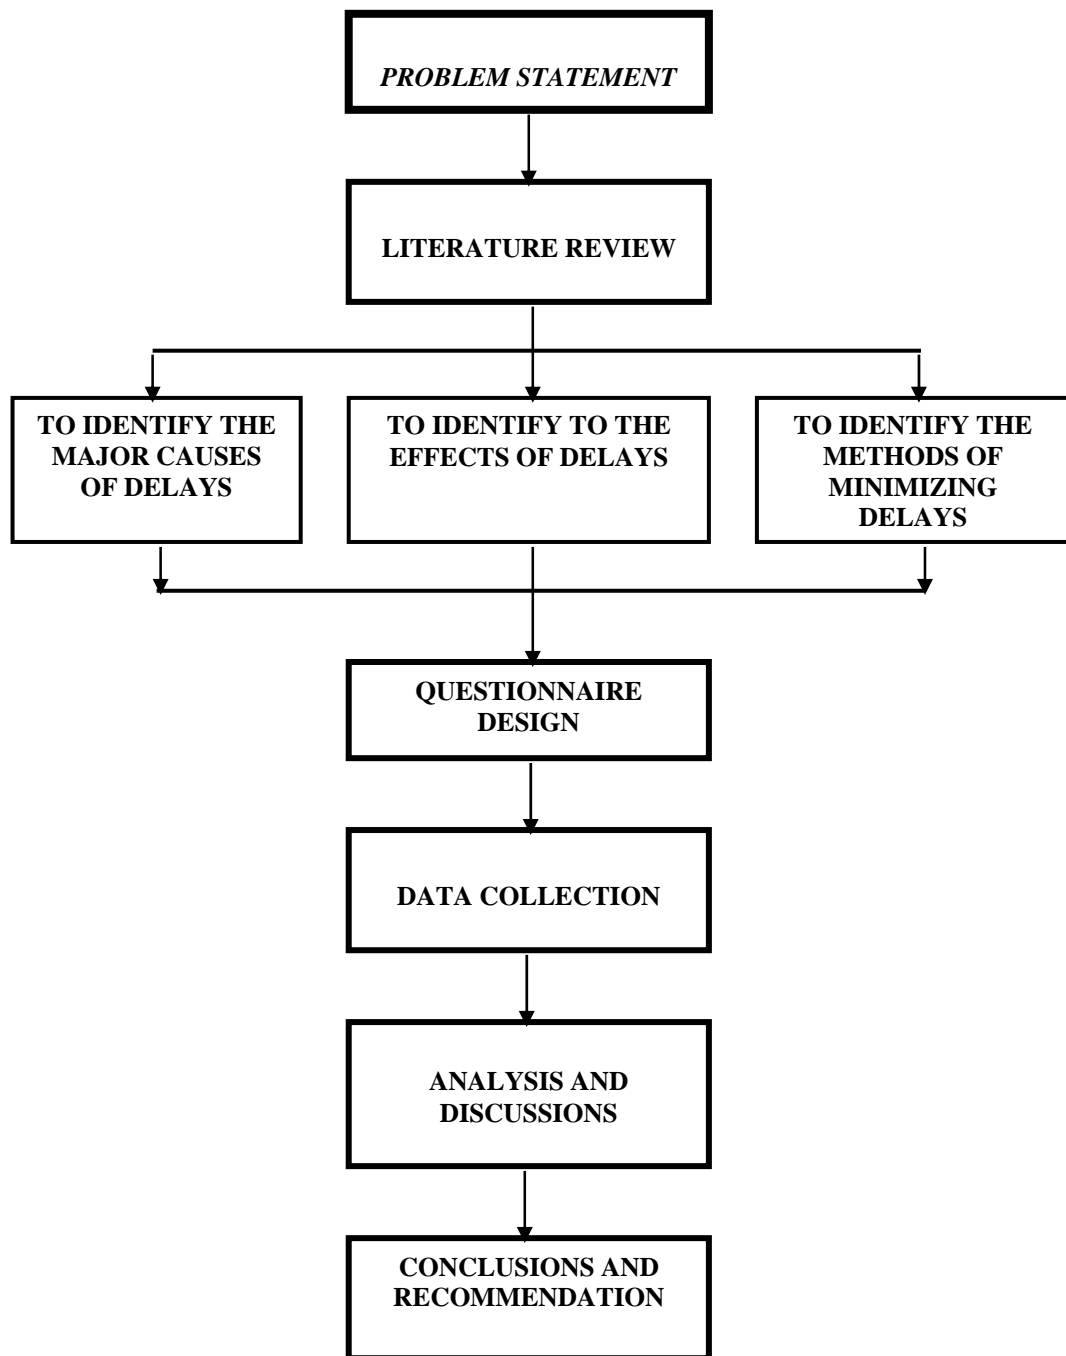 PROBLEM STATEMENT
LITERATURE REVIEW
TO IDENTIFY THE
MAJOR CAUSES
OF DELAYS
TO IDENTIFY TO THE
EFFECTS OF DELAYS
TO IDENTIFY THE
METHODS OF
MINIMIZING
DELAYS
QUESTIONNAIRE
DESIGN
DATA COLLECTION
ANALYSIS AND
DISCUSSIONS
CONCLUSIONS AND
RECOMMENDATION